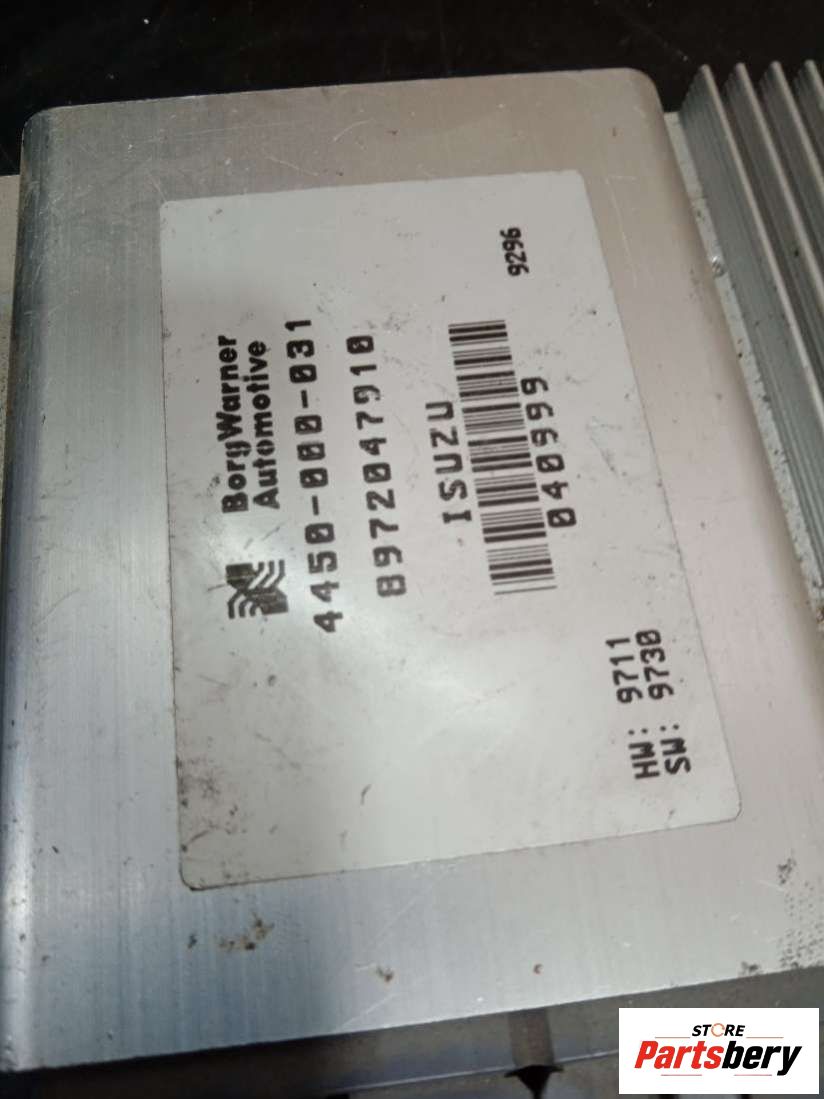 BorgWarner
Automotive
4450-000-031
8972047910
ISUZU
040999
9296
HW: 9711
SW: 9730
STORE
Partsbery